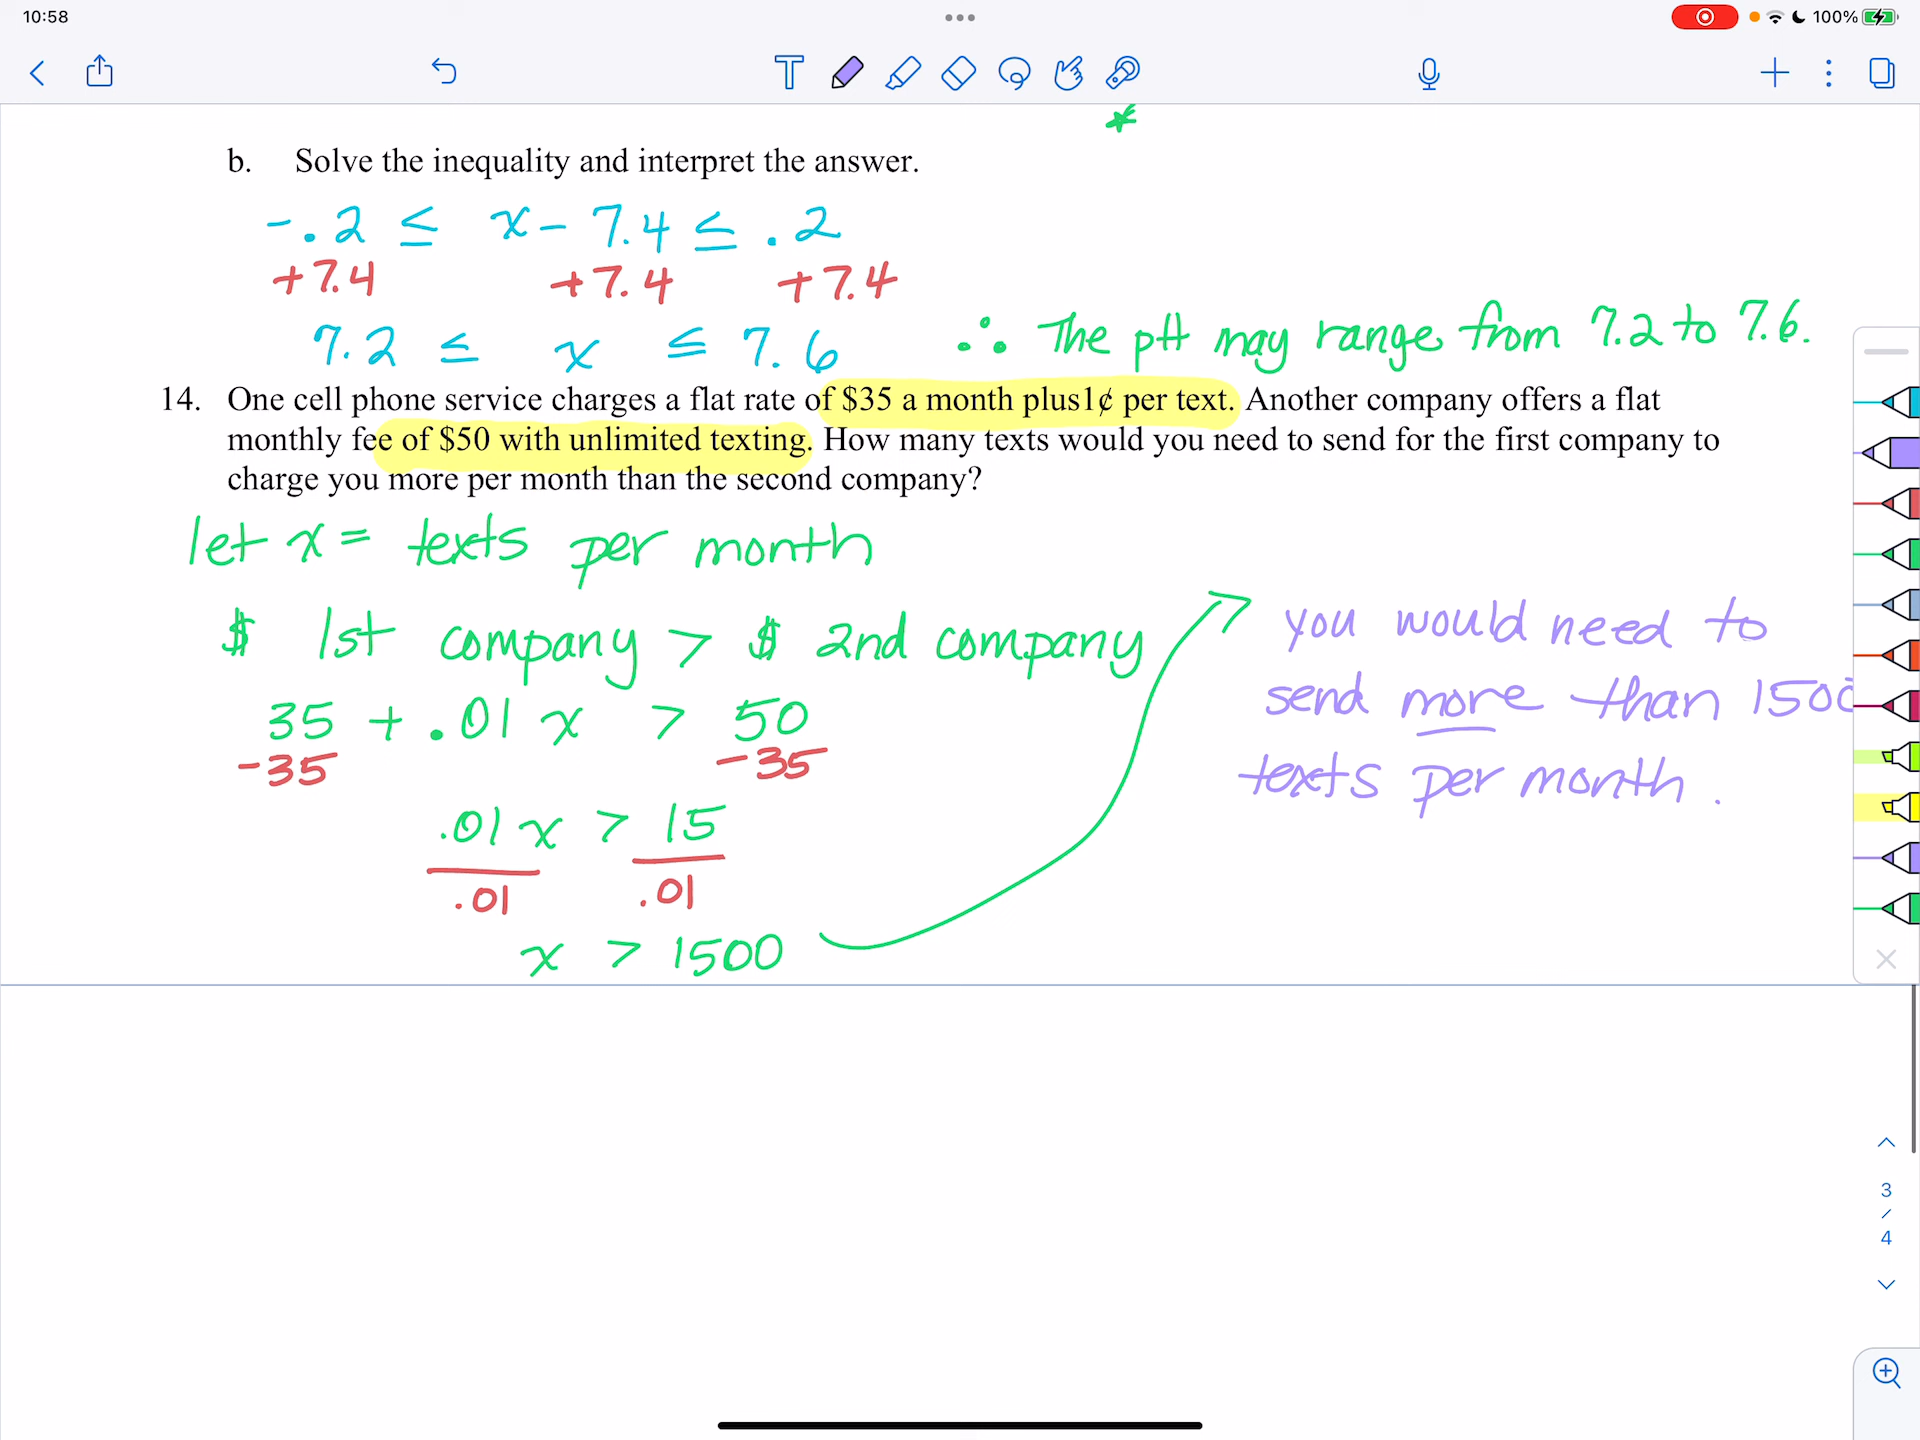 10:58
100%
b. Solve the inequality and interpret the answer.
-.2 ≤ x - 7.4 ≤ .2
+7.4 +7.4 +7.4
7.2 ≤ x ≤ 7.6 ∴ The pH may range from 7.2 to 7.6.
14. One cell phone service charges a flat rate of $35 a month plus1¢ per text. Another company offers a flat
monthly fee of $50 with unlimited texting. How many texts would you need to send for the first company to
charge you more per month than the second company?
let x = texts per month
$ 1st company > $ 2nd company
35 + .01 x > 50
-35 -35
.01 x > 15
.01 .01
x > 1500
you would need to
send more than 1500
texts per month.
3
/
4